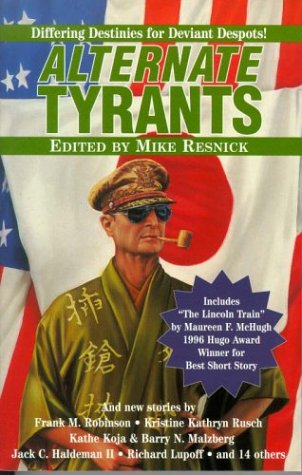 Differing Destinies for Deviant Despots!
ALTERNATE
TYRANTS
EDITED BY MIKE RESNICK
Includes
"The Lincoln Train"
by Maureen F. McHugh
1996 Hugo Award
Winner for
Best Short Story
And new stories by
Frank M. Robinson • Kristine Kathryn Rusch
Kathe Koja & Barry N. Malzberg
Jack C. Haldeman II • Richard Lupoff • and 14 others